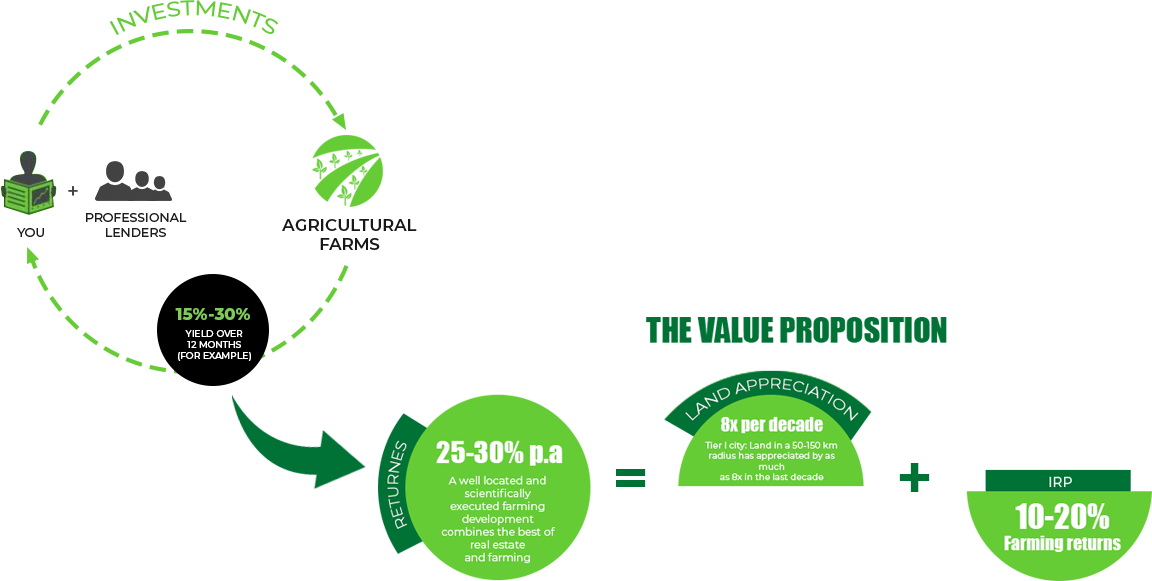 INVESTMENTS
YOU
+
PROFESSIONAL
LENDERS
AGRICULTURAL
FARMS
15%-30%
YIELD OVER
12 MONTHS
(FOR EXAMPLE)
THE VALUE PROPOSITION
RETURNES
25-30% p.a
A well located and
scientifically
executed farming
development
combines the best of
real estate
and farming
=
LAND APPRECIATION
8x per decade
Tier I city: Land in a 50-150 km
radius has appreciated by as
much
as 8x in the last decade
+
IRP
10-20%
Farming returns